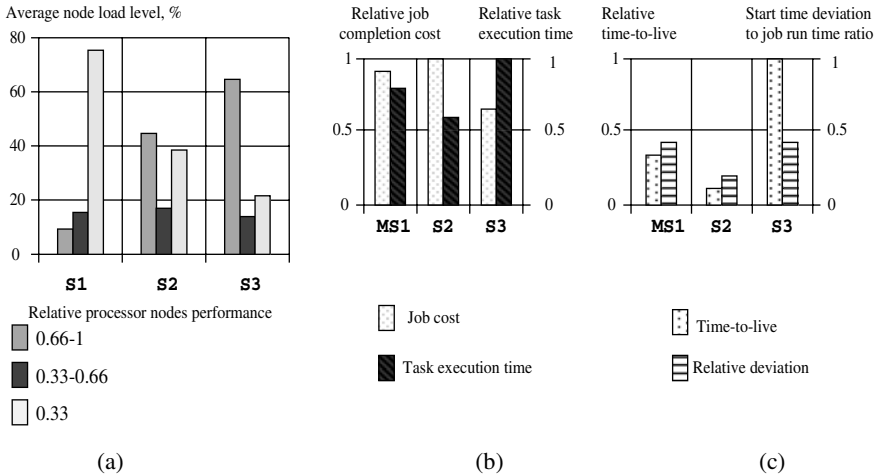 Average node load level, %
80
60
40
20
0
S1 S2 S3
Relative processor nodes performance
0.66-1
0.33-0.66
0.33
(a)
Relative job
completion cost
Relative task
execution time
1 1
0.5 0.5
0 0
MS1 S2 S3
Job cost
Task execution time
(b)
Relative
time-to-live
Start time deviation
to job run time ratio
1 1
0.5 0.5
0 0
MS1 S2 S3
Time-to-live
Relative deviation
(c)